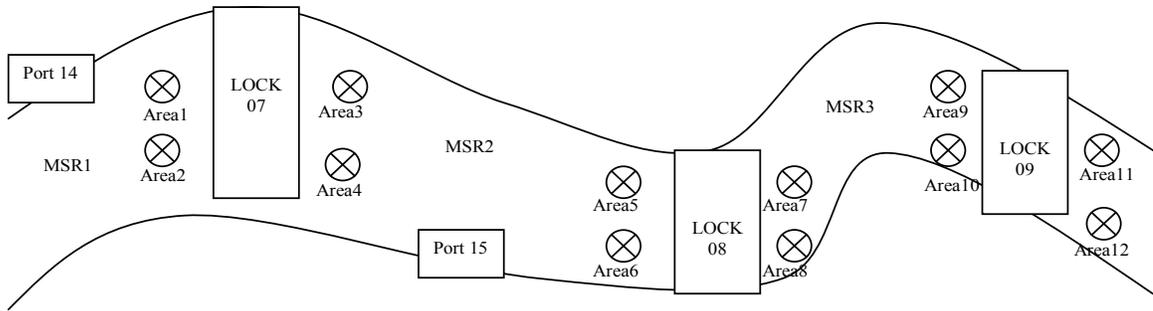 Port 14
Area1
Area2
MSR1
LOCK
07
Area3
Area4
MSR2
Port 15
Area5
Area6
LOCK
08
Area7
Area8
MSR3
Area9
Area10
LOCK
09
Area11
Area12